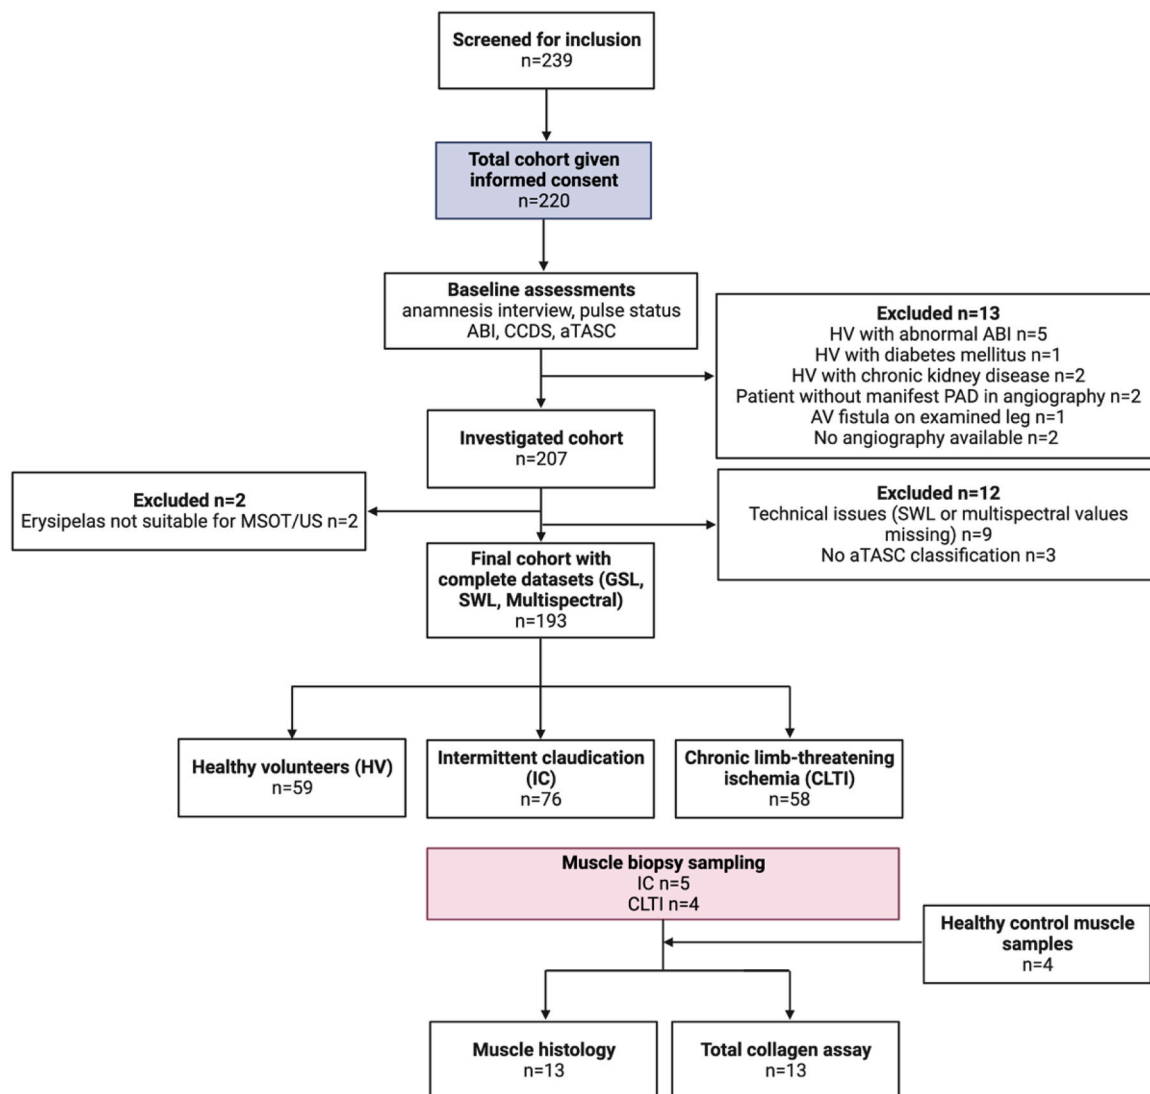 Screened for inclusion
n=239
Total cohort given
informed consent
n=220
Baseline assessments
anamnesis interview, pulse status
ABI, CCDS, aTASC
Excluded n=13
HV with abnormal ABI n=5
HV with diabetes mellitus n=1
HV with chronic kidney disease n=2
Patient without manifest PAD in angiography n=2
AV fistula on examined leg n=1
No angiography available n=2
Investigated cohort
n=207
Excluded n=2
Erysipelas not suitable for MSOT/US n=2
Excluded n=12
Technical issues (SWL or multispectral values
missing) n=9
No aTASC classification n=3
Final cohort with
complete datasets (GSL,
SWL, Multispectral)
n=193
Healthy volunteers (HV)
n=59
Intermittent claudication
(IC)
n=76
Chronic limb-threatening
ischemia (CLTI)
n=58
Muscle biopsy sampling
IC n=5
CLTI n=4
Healthy control muscle
samples
n=4
Muscle histology
n=13
Total collagen assay
n=13